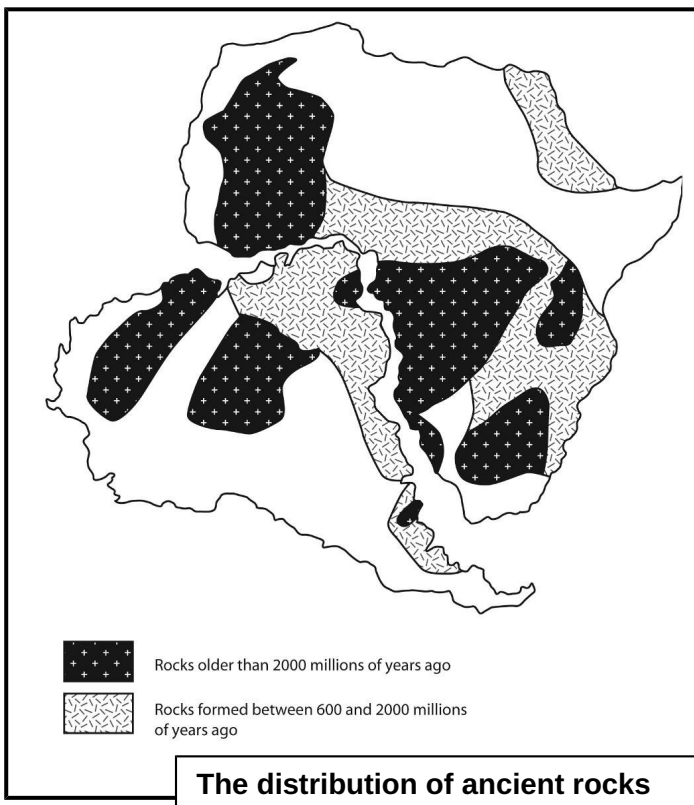 Rocks older than 2000 millions of years ago
Rocks formed between 600 and 2000 millions
of years ago
The distribution of ancient rocks